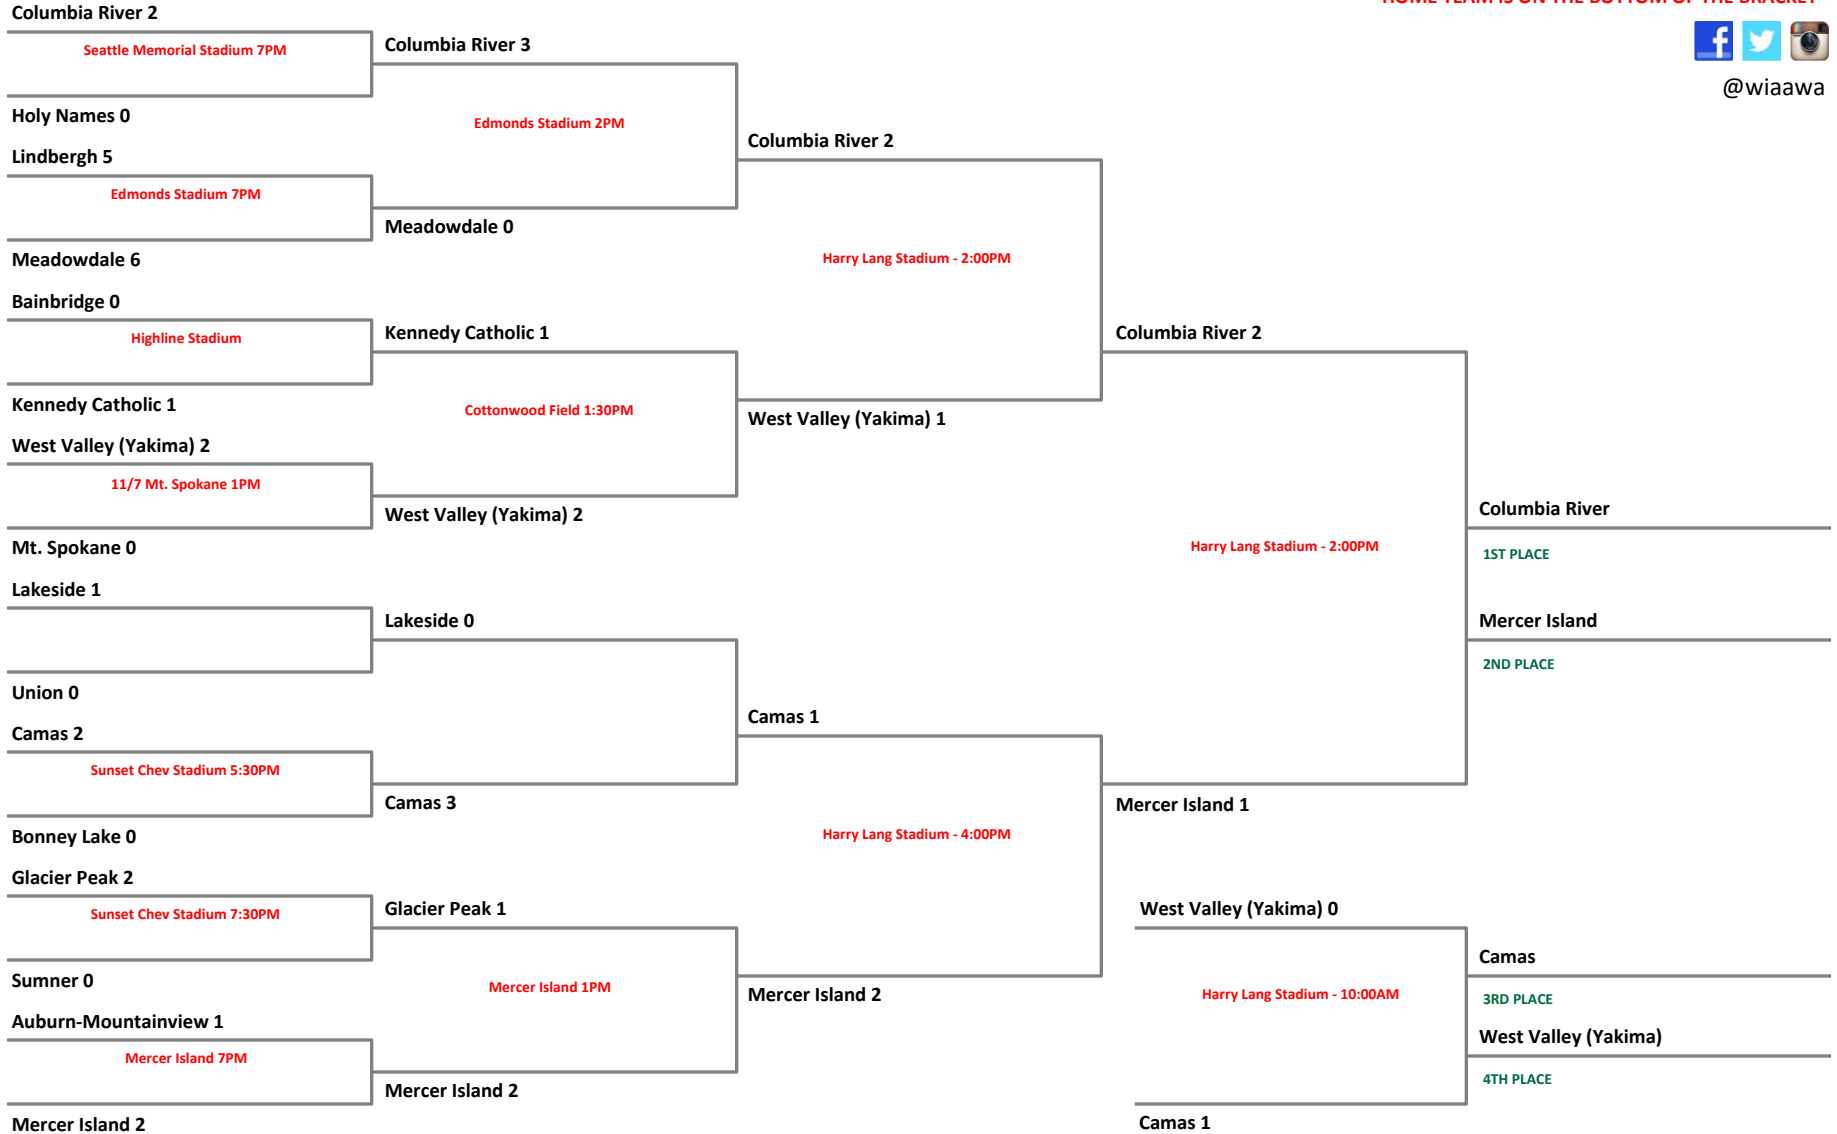 HOME TEAM IS ON THE BOTTOM OF THE BRACKET
@wiaawa
Columbia River 2
Seattle Memorial Stadium 7PM
Holy Names 0
Lindbergh 5
Edmonds Stadium 7PM
Meadowdale 6
Bainbridge 0
Highline Stadium
Kennedy Catholic 1
West Valley (Yakima) 2
11/7 Mt. Spokane 1PM
Mt. Spokane 0
Lakeside 1
Union 0
Camas 2
Sunset Chev Stadium 5:30PM
Bonney Lake 0
Glacier Peak 2
Sunset Chev Stadium 7:30PM
Sumner 0
Auburn-Mountainview 1
Mercer Island 7PM
Mercer Island 2
Columbia River 3
Edmonds Stadium 2PM
Meadowdale 0
Kennedy Catholic 1
Cottonwood Field 1:30PM
West Valley (Yakima) 2
Lakeside 0
Camas 3
Glacier Peak 1
Mercer Island 1PM
Mercer Island 2
Columbia River 2
Harry Lang Stadium - 2:00PM
West Valley (Yakima) 1
Camas 1
Harry Lang Stadium - 4:00PM
Mercer Island 2
Columbia River 2
Harry Lang Stadium - 2:00PM
Mercer Island 1
West Valley (Yakima) 0
Harry Lang Stadium - 10:00AM
Camas 1
Columbia River
1ST PLACE
Mercer Island
2ND PLACE
Camas
3RD PLACE
West Valley (Yakima)
4TH PLACE